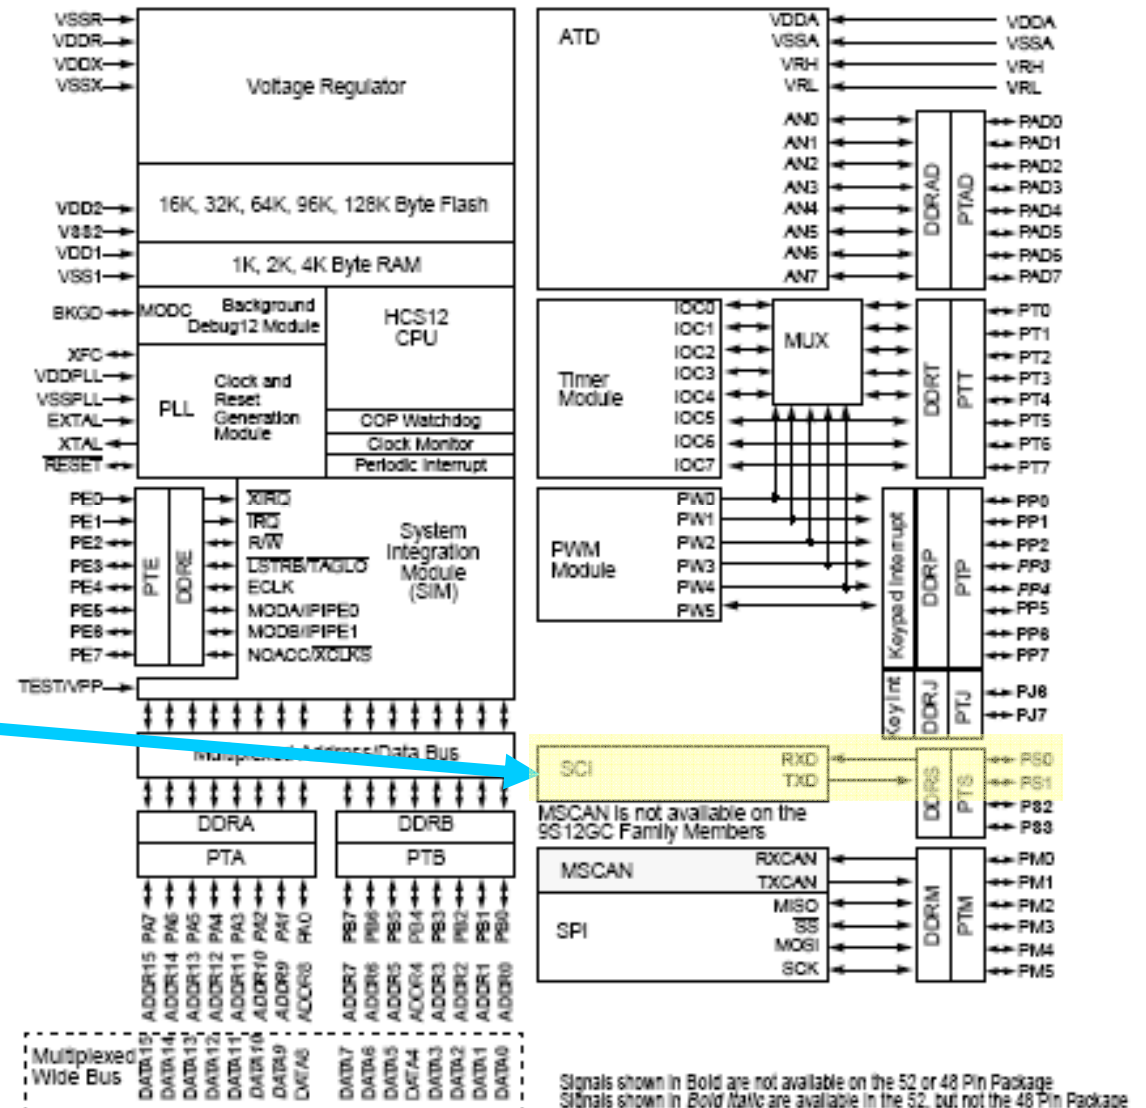 VSSR
VDDR
VDDX
VSSX
Voltage Regulator
VDD2
VSS2
16K, 32K, 64K, 96K, 128K Byte Flash
VDD1
VSS1
1K, 2K, 4K Byte RAM
BKGD
MODC
Background
Debug12 Module
HCS12
CPU
XFC
VDDPLL
VSSPLL
EXTAL
XTAL
RESET
PLL
Clock and
Reset
Generation
Module
COP Watchdog
Clock Monitor
Periodic Interrupt
PE0
PE1
PE2
PE3
PE4
PE5
PE6
PE7
TEST/VPP
PTE
DDRE
XIRQ
IRQ
R/W
LSTRB/TAGLO
ECLK
MODA/IPIPE0
MODB/IPIPE1
NOACC/XCLKS
System
Integration
Module
(SIM)
Multiplexed Address/Data Bus
DDRA
PTA
DDRB
PTB
PA7
PA6
PA5
PA4
PA3
PA2
PA1
PA0
PB7
PB6
PB5
PB4
PB3
PB2
PB1
PB0
ADDR15
ADDR14
ADDR13
ADDR12
ADDR11
ADDR10
ADDR9
ADDR8
ADDR7
ADDR6
ADDR5
ADDR4
ADDR3
ADDR2
ADDR1
ADDR0
Multiplexed
Wide Bus
DATA15
DATA14
DATA13
DATA12
DATA11
DATA10
DATA9
DATA8
DATA7
DATA6
DATA5
DATA4
DATA3
DATA2
DATA1
DATA0
ATD
VDDA
VSSA
VRH
VRL
AN0
AN1
AN2
AN3
AN4
AN5
AN6
AN7
DDRAD
PTAD
VDDA
VSSA
VRH
VRL
PAD0
PAD1
PAD2
PAD3
PAD4
PAD5
PAD6
PAD7
Timer
Module
IOC0
IOC1
IOC2
IOC3
IOC4
IOC5
IOC6
IOC7
MUX
DDRT
PTT
PT0
PT1
PT2
PT3
PT4
PT5
PT6
PT7
PWM
Module
PW0
PW1
PW2
PW3
PW4
PW5
Keypad Interrupt
DDRP
PTP
PP0
PP1
PP2
PP3
PP4
PP5
PP6
PP7
Key Int
DDRJ
PTJ
PJ6
PJ7
SCI
RXD
TXD
DDRS
PTS
PS0
PS1
PS2
PS3
MSCAN is not available on the
9S12GC Family Members
MSCAN
RXCAN
TXCAN
SPI
MISO
SS
MOSI
SCK
DDRM
PTM
PM0
PM1
PM2
PM3
PM4
PM5
Signals shown in Bold are not available on the 52 or 48 Pin Package
Signals shown in Bold Italic are available in the 52, but not the 48 Pin Package